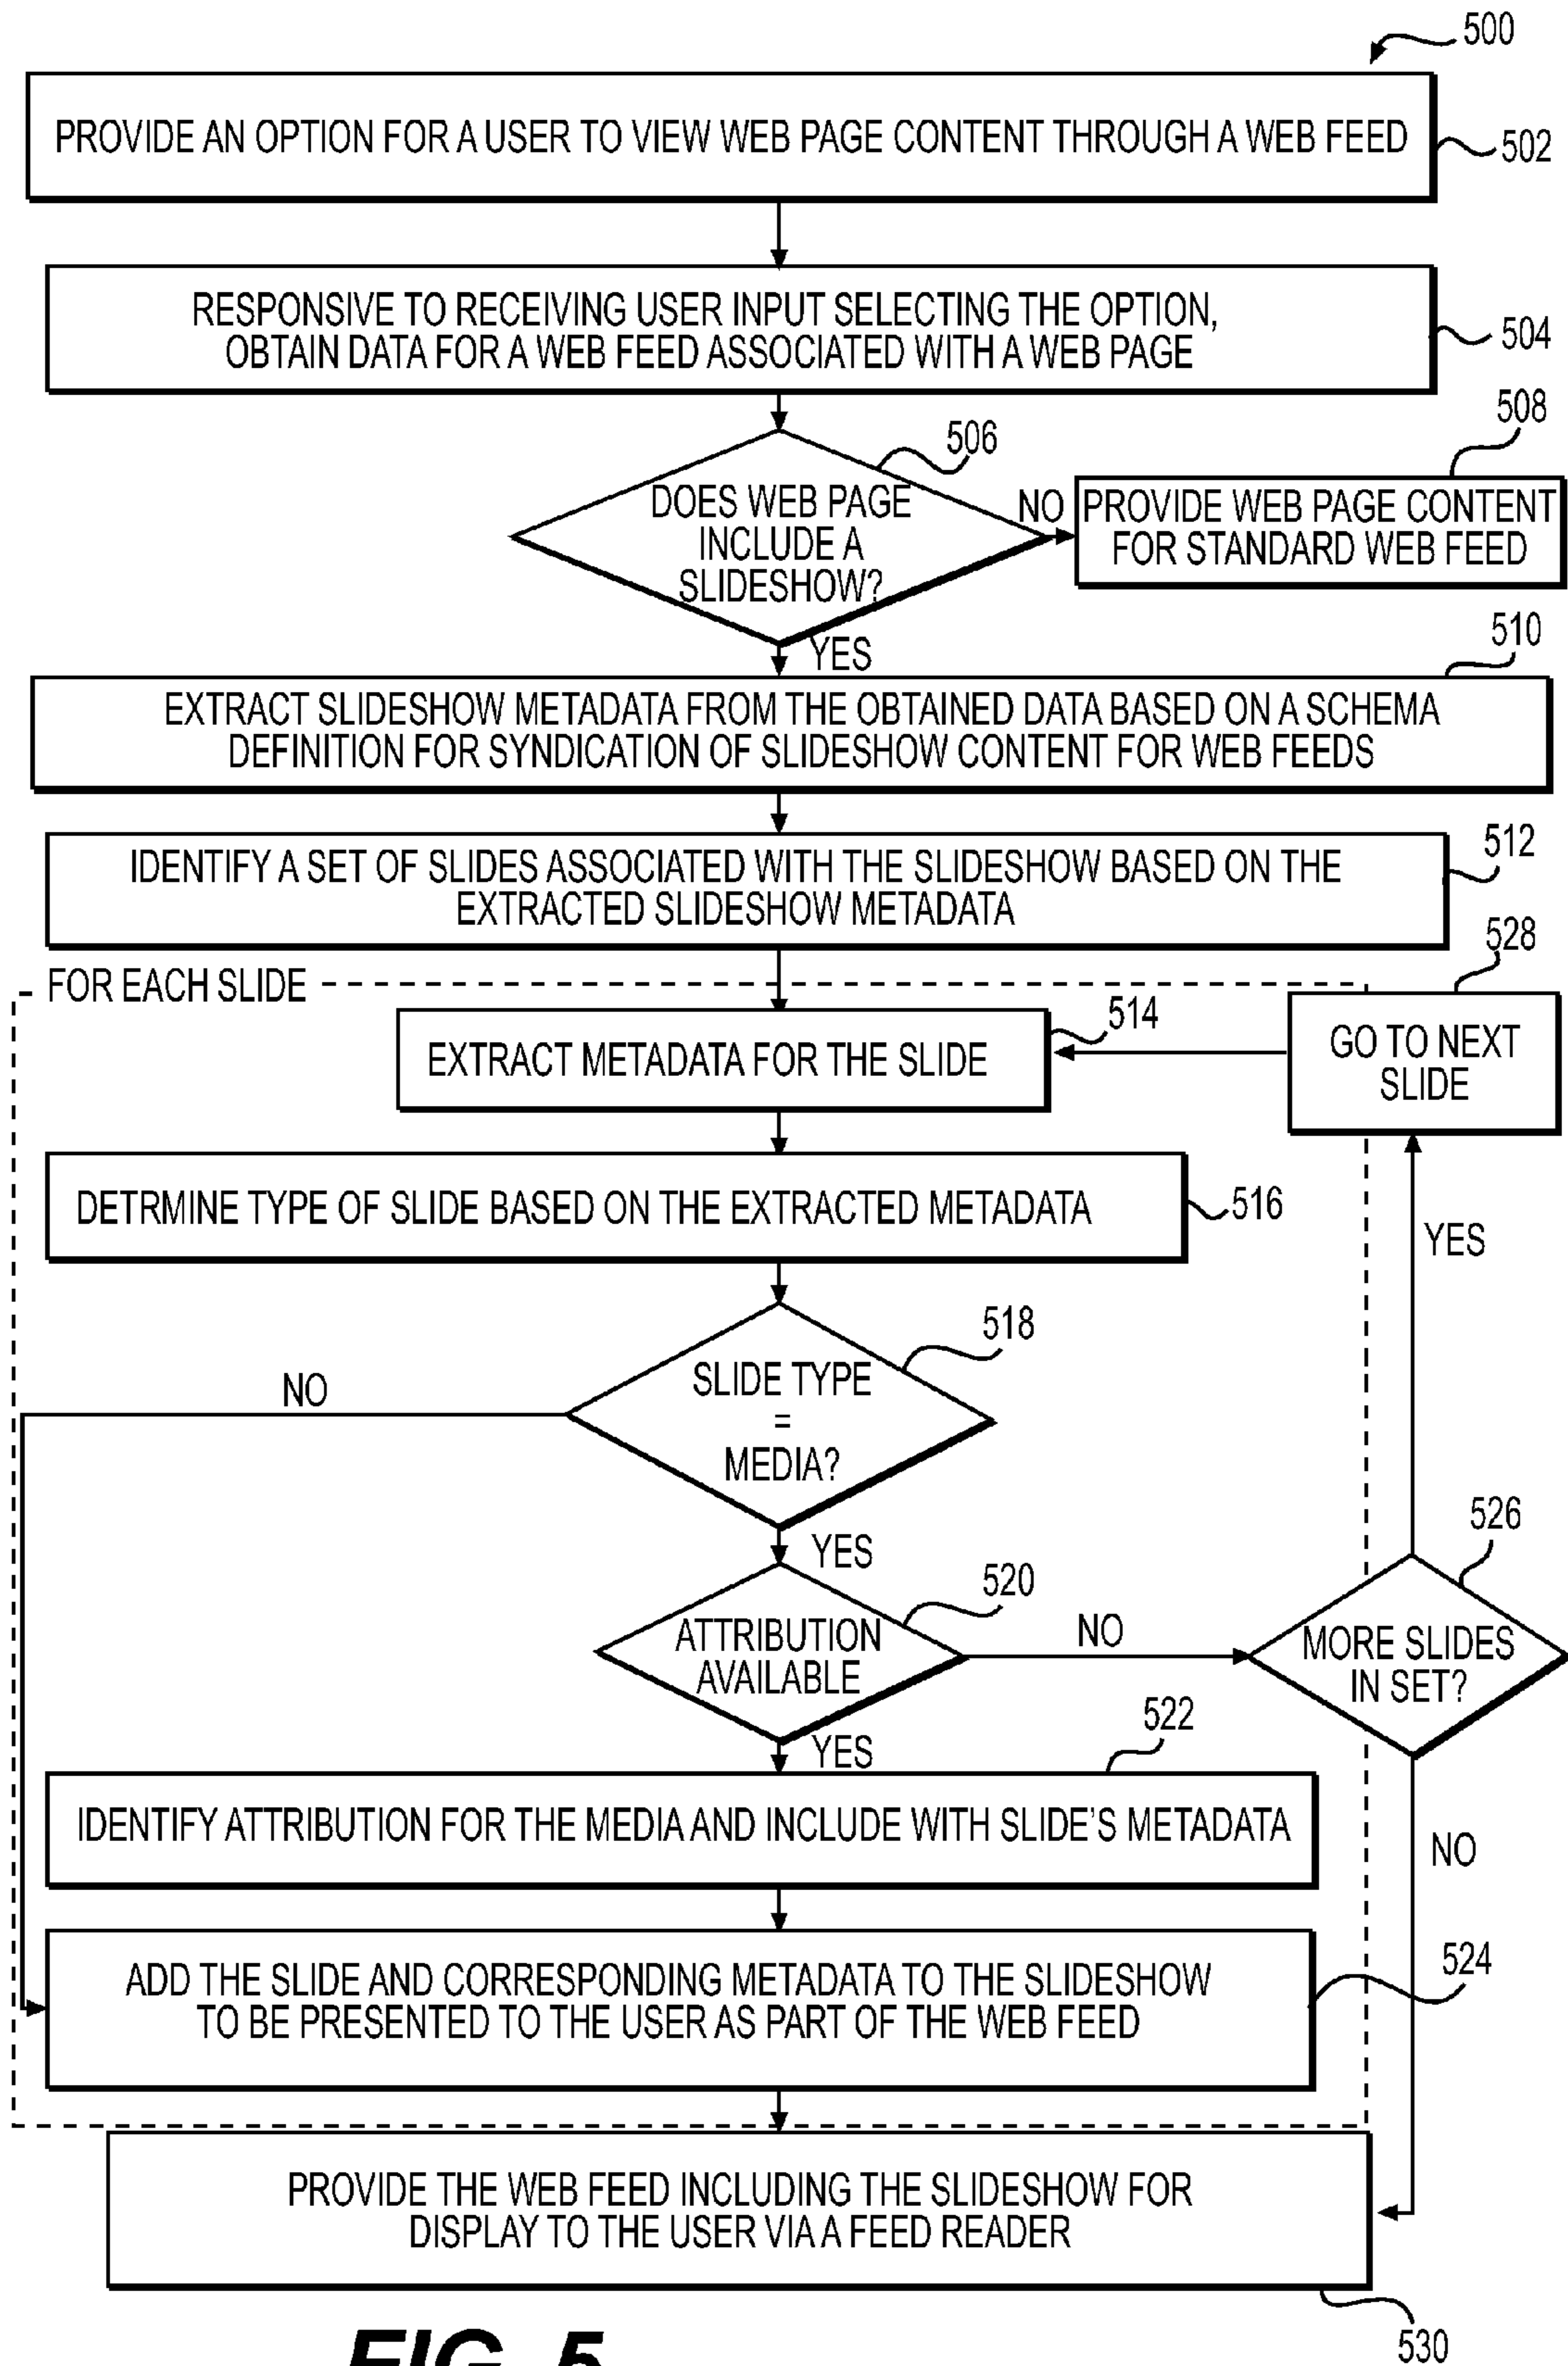 500
PROVIDE AN OPTION FOR A USER TO VIEW WEB PAGE CONTENT THROUGH A WEB FEED
502
RESPONSIVE TO RECEIVING USER INPUT SELECTING THE OPTION,
OBTAIN DATA FOR A WEB FEED ASSOCIATED WITH A WEB PAGE
504
506
DOES WEB PAGE
INCLUDE A
SLIDESHOW?
NO
508
PROVIDE WEB PAGE CONTENT
FOR STANDARD WEB FEED
YES
510
EXTRACT SLIDESHOW METADATA FROM THE OBTAINED DATA BASED ON A SCHEMA
DEFINITION FOR SYNDICATION OF SLIDESHOW CONTENT FOR WEB FEEDS
512
IDENTIFY A SET OF SLIDES ASSOCIATED WITH THE SLIDESHOW BASED ON THE
EXTRACTED SLIDESHOW METADATA
528
FOR EACH SLIDE
514
EXTRACT METADATA FOR THE SLIDE
GO TO NEXT
SLIDE
DETRMINE TYPE OF SLIDE BASED ON THE EXTRACTED METADATA
516
YES
518
SLIDE TYPE
=
MEDIA?
NO
YES
520
ATTRIBUTION
AVAILABLE
NO
526
MORE SLIDES
IN SET?
YES
522
IDENTIFY ATTRIBUTION FOR THE MEDIA AND INCLUDE WITH SLIDE'S METADATA
NO
524
ADD THE SLIDE AND CORRESPONDING METADATA TO THE SLIDESHOW
TO BE PRESENTED TO THE USER AS PART OF THE WEB FEED
PROVIDE THE WEB FEED INCLUDING THE SLIDESHOW FOR
DISPLAY TO THE USER VIA A FEED READER
530
FIG. 5